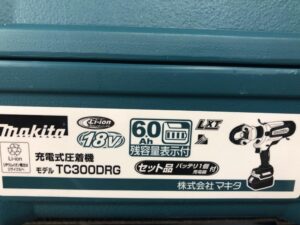 makita
Li-ion
18V
6.0Ah
残容量表示付
LXT
Li-ion
充電式圧着機
モデル TC300DRG
セット品 バッテリ1個 充電器 付
株式会社 マキタ